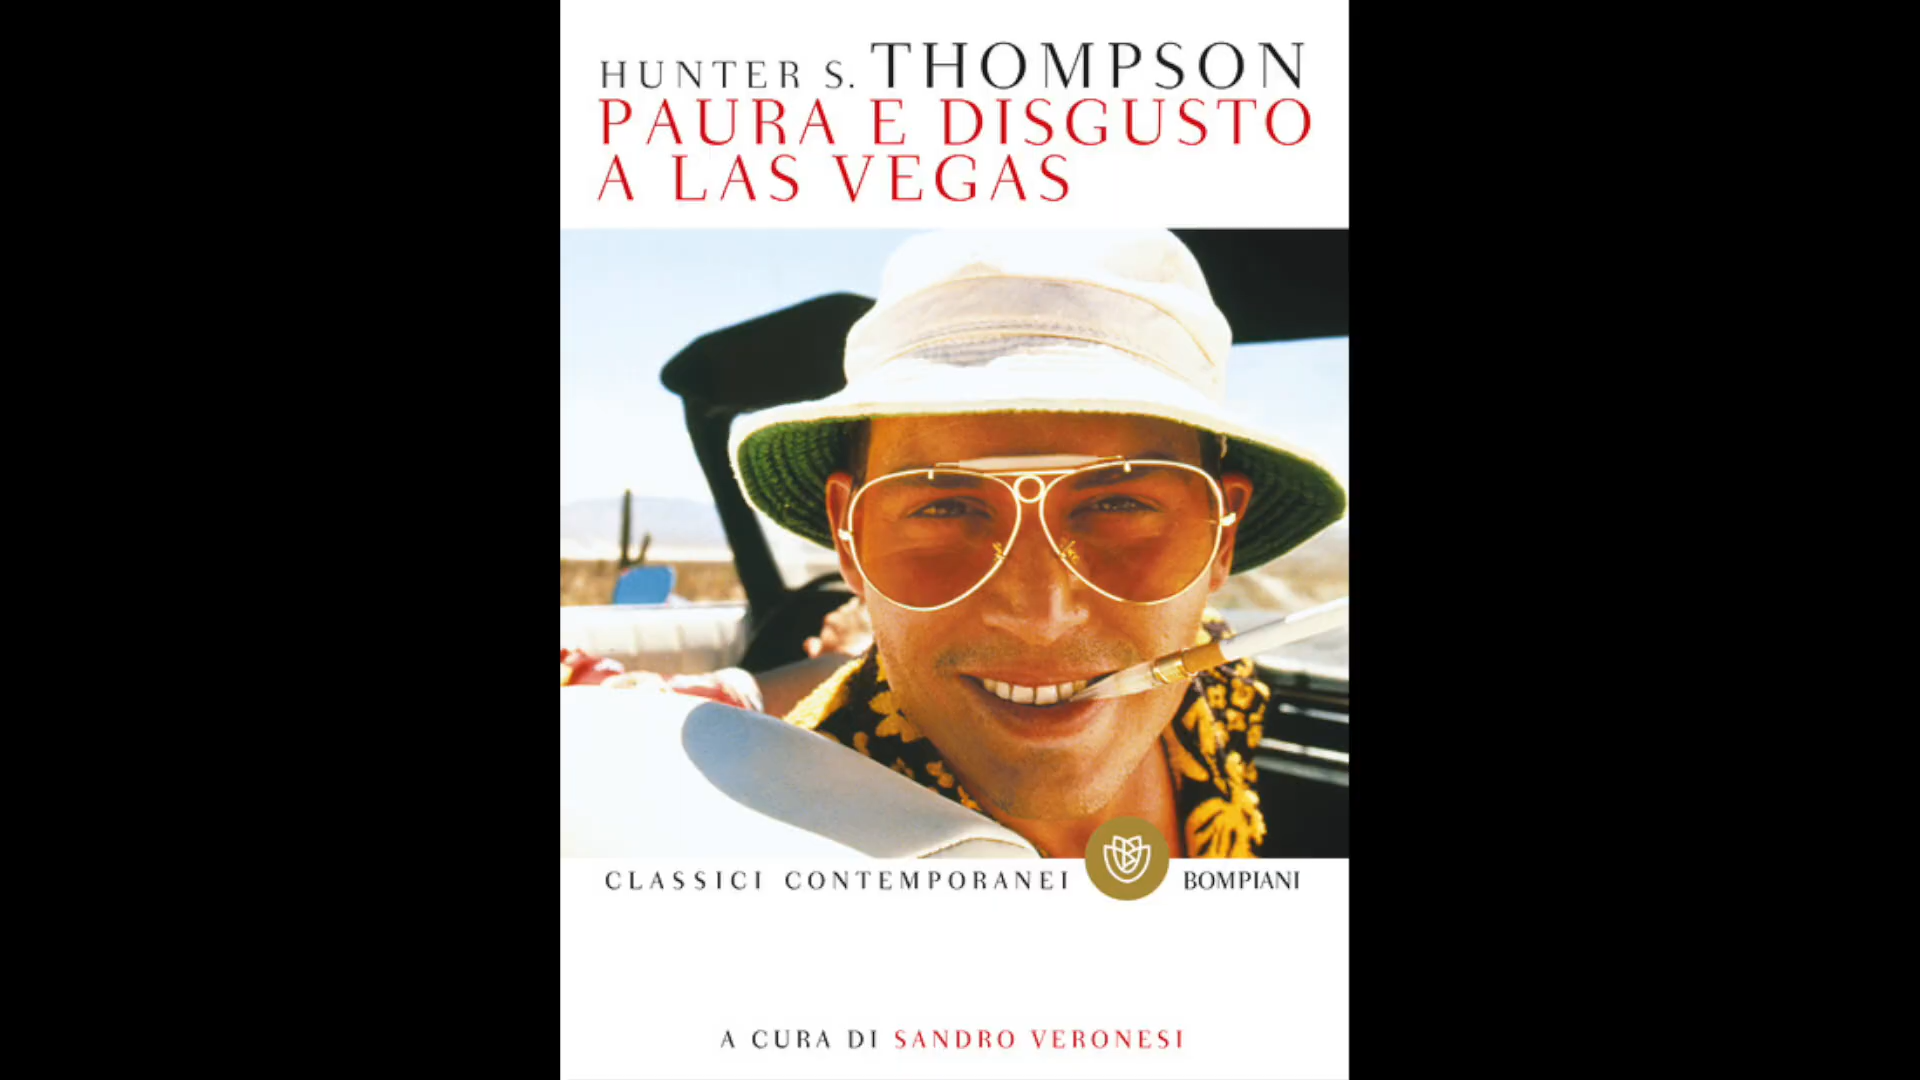 HUNTER S. THOMPSON
PAURA E DISGUSTO
A LAS VEGAS
CLASSICI CONTEMPORANEI BOMPIANI
A CURA DI SANDRO VERONESI